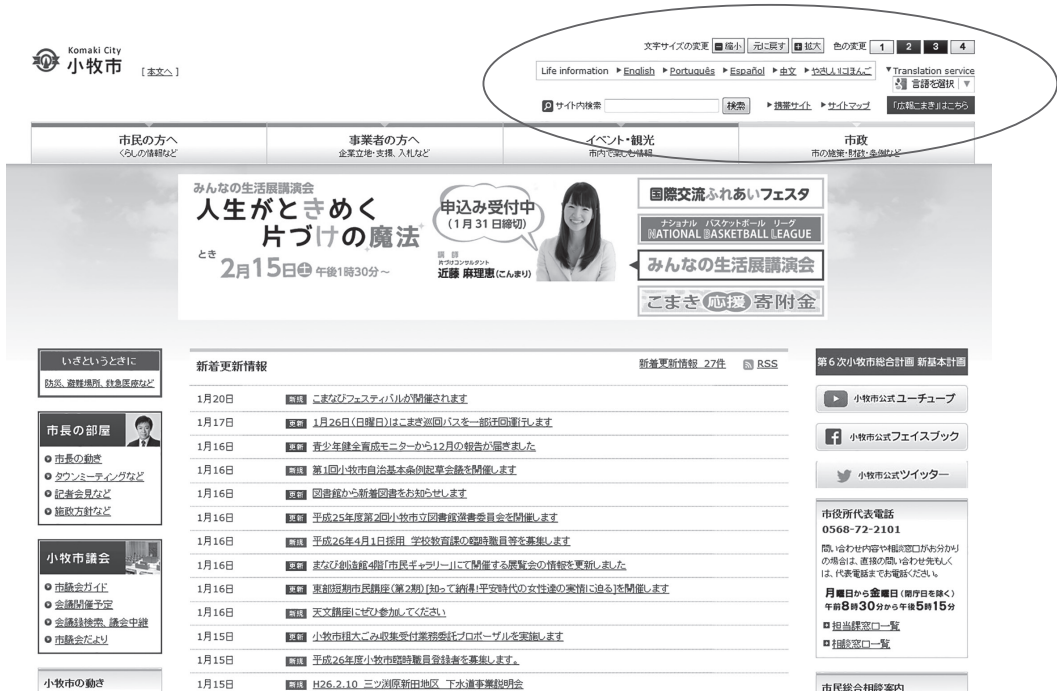 Komaki City
小牧市 [本文へ]
文字サイズの変更 縮小 元に戻す 拡大 色の変更 1 2 3 4
Life information English Português Español 中文 やさしいにほんご Translation service
言語を選択
サイト内検索 検索 携帯サイト サイトマップ 「広報こまき」はこちら
市民の方へ
くらしの情報など
事業者の方へ
企業立地・支援、入札など
イベント・観光
市内で楽しむ情報
市政
市の施策・財政・条例など
みんなの生活展講演会
人生がときめく
片づけの魔法
とき 2月15日土 午後1時30分～
申込み受付中
(1月31日締切)
講師
片づけコンサルタント
近藤 麻理恵(こんまり)
国際交流ふれあいフェスタ
ナショナル バスケットボール リーグ
NATIONAL BASKETBALL LEAGUE
みんなの生活展講演会
こまき応援寄附金
いざというときに
防災、避難場所、救急医療など
市長の部屋
市長の動き
タウンミーティングなど
記者会見など
施政方針など
小牧市議会
市議会ガイド
会議開催予定
会議録検索、議会中継
市議会だより
小牧市の動き
新着更新情報 新着更新情報 27件 RSS
1月20日 新規 こまなびフェスティバルが開催されます
1月17日 更新 1月26日(日曜日)はこまき巡回バスを一部迂回運行します
1月16日 更新 青少年健全育成モニターから12月の報告が届きました
1月16日 新規 第1回小牧市自治基本条例起草会議を開催します
1月16日 更新 図書館から新着図書をお知らせします
1月16日 更新 平成25年度第2回小牧市立図書館選書委員会を開催します
1月16日 新規 平成26年4月1日採用 学校教育課の臨時職員等を募集します
1月16日 更新 まなび創造館4階「市民ギャラリー」にて開催する展覧会の情報を更新しました
1月16日 更新 東部短期市民講座(第2期)[知って納得!平安時代の女性達の実情に迫る]を開催します
1月16日 新規 天文講座にぜひ参加してください
1月15日 更新 小牧市粗大ごみ収集受付業務委託プロポーザルを実施します
1月15日 新規 平成26年度小牧市臨時職員登録者を募集します。
1月15日 新規 H26.2.10 三ツ渕原新田地区 下水道事業説明会
第6次小牧市総合計画 新基本計画
小牧市公式ユーチューブ
小牧市公式フェイスブック
小牧市公式ツイッター
市役所代表電話
0568-72-2101
問い合わせ内容や相談窓口がお分かり
の場合は、直接の問い合わせ先もしく
は、代表電話までお電話ください。
月曜日から金曜日(閉庁日を除く)
午前8時30分から午後5時15分
担当課窓口一覧
相談窓口一覧
市民総合相談案内